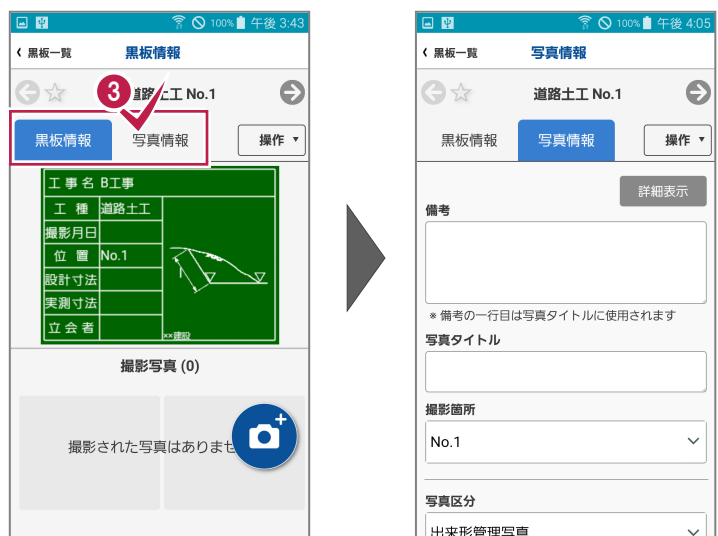 100% 午後 3:43
黒板一覧 黒板情報
3
道路土工 No.1
黒板情報 写真情報 操作
工事名 B工事
工種 道路土工
撮影月日
位置 No.1
設計寸法
実測寸法
立会者
××建設
撮影写真 (0)
撮影された写真はありませ
100% 午後 4:05
黒板一覧 写真情報
道路土工 No.1
黒板情報 写真情報 操作
詳細表示
備考
* 備考の一行目は写真タイトルに使用されます
写真タイトル
撮影箇所
No.1
写真区分
出来形管理写真